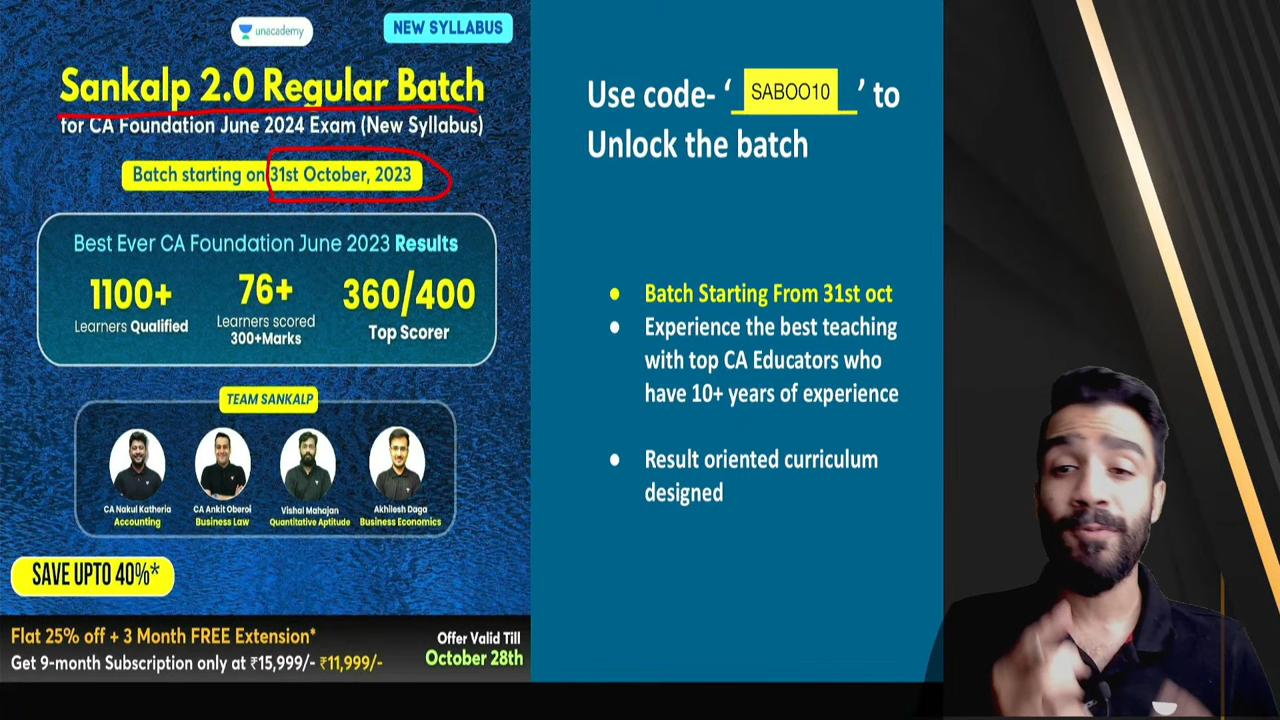 unacademy
NEW SYLLABUS
Sankalp 2.0 Regular Batch
for CA Foundation June 2024 Exam (New Syllabus)
Batch starting on 31st October, 2023
Best Ever CA Foundation June 2023 Results
1100+
Learners Qualified
76+
Learners scored
300+Marks
360/400
Top Scorer
TEAM SANKALP
CA Nakul Katheria
Accounting
CA Ankit Oberoi
Business Law
Vishal Mahajan
Quantitative Aptitude
Akhilesh Daga
Business Economics
SAVE UPTO 40%*
Flat 25% off + 3 Month FREE Extension*
Get 9-month Subscription only at ₹15,999/- ₹11,999/-
Offer Valid Till
October 28th
Use code- ‘_SABOO10_’ to
Unlock the batch
● Batch Starting From 31st oct
● Experience the best teaching
with top CA Educators who
have 10+ years of experience
● Result oriented curriculum
designed